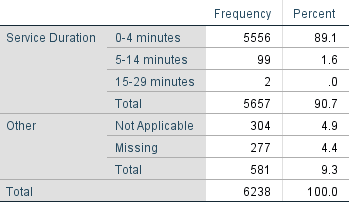 Frequency Percent
Service Duration 0-4 minutes 5556 89.1
5-14 minutes 99 1.6
15-29 minutes 2 .0
Total 5657 90.7
Other Not Applicable 304 4.9
Missing 277 4.4
Total 581 9.3
Total 6238 100.0